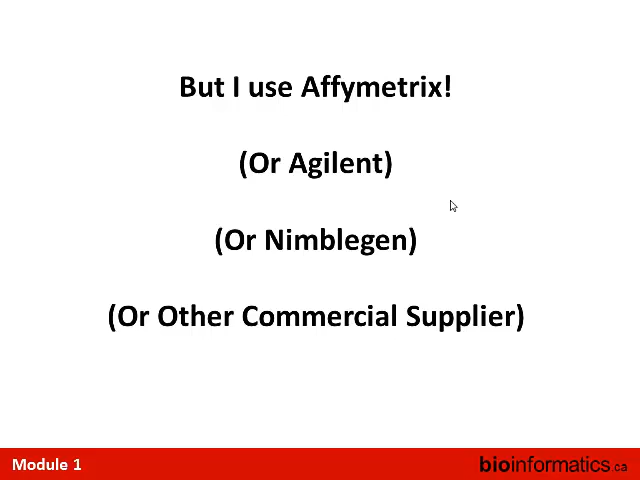 But I use Affymetrix!
(Or Agilent)
(Or Nimblegen)
(Or Other Commercial Supplier)
Module 1
bioinformatics.ca